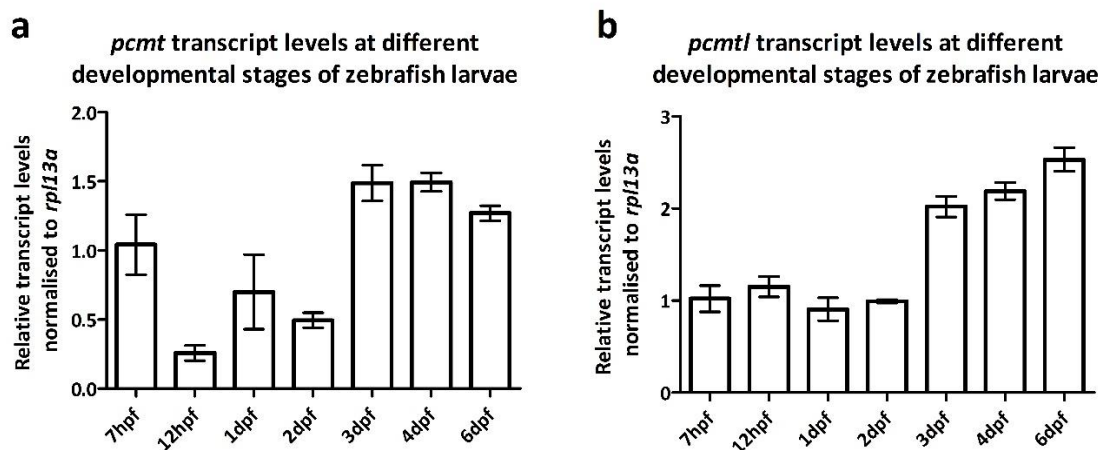 a
pcmt transcript levels at different
developmental stages of zebrafish larvae
Relative transcript levels
normalised to rpl13a
2.0
1.5
1.0
0.5
0.0
7hpf
12hpf
1dpf
2dpf
3dpf
4dpf
6dpf
b
pcmtl transcript levels at different
developmental stages of zebrafish larvae
Relative transcript levels
normalised to rpl13a
3
2
1
0
7hpf
12hpf
1dpf
2dpf
3dpf
4dpf
6dpf